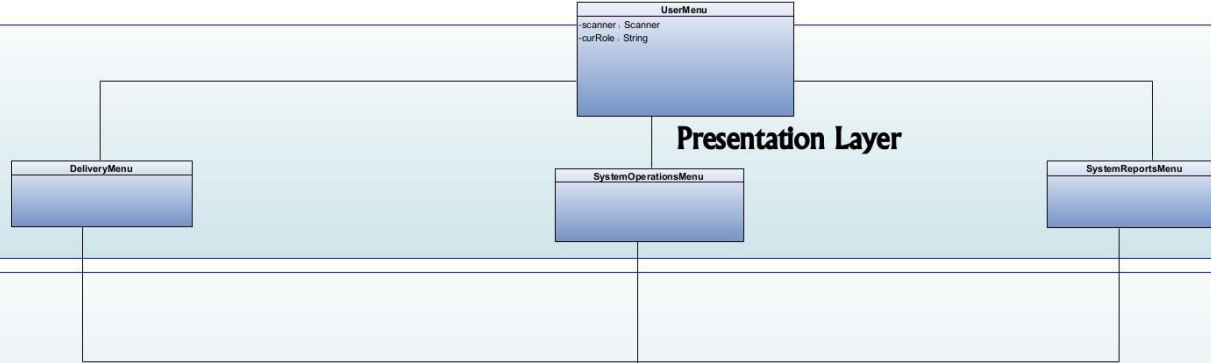 UserMenu
-scanner : Scanner
-curRole : String
Presentation Layer
DeliveryMenu
SystemOperationsMenu
SystemReportsMenu